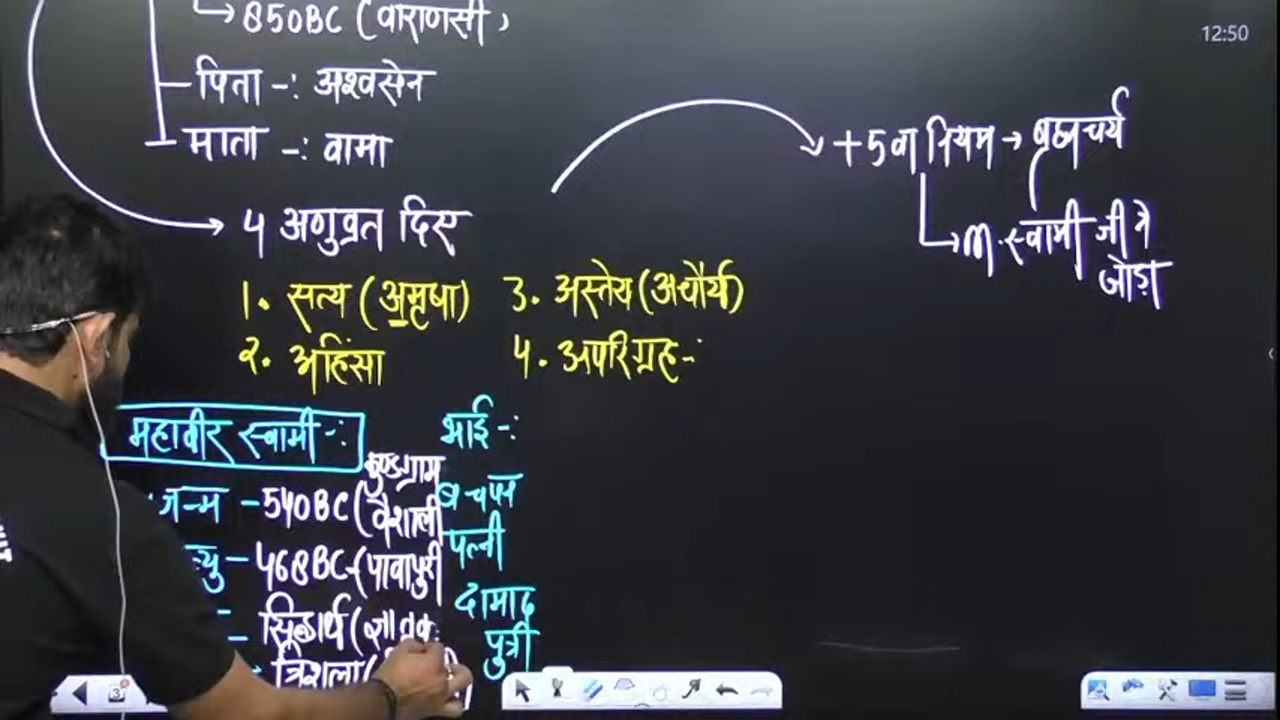 850BC (वाराणसी)
12:50
पिता -: अश्वसेन
माता -: वामा
+5वा नियम → ब्रह्मचर्य
4 अणुव्रत दिए
m. स्वामी जी ने
जोड़ा
1. सत्य (अमृषा)
2. अहिंसा
3. अस्तेय (अचौर्य)
4. अपरिग्रह -:
महावीर स्वामी -:
जन्म - 540BC (कुण्डग्राम
वैशाली
468BC - (पावापुरी
- सिद्धार्थ (
: त्रिशला (
भाई -:
बचपन
पत्नी
दामाद
पुत्री